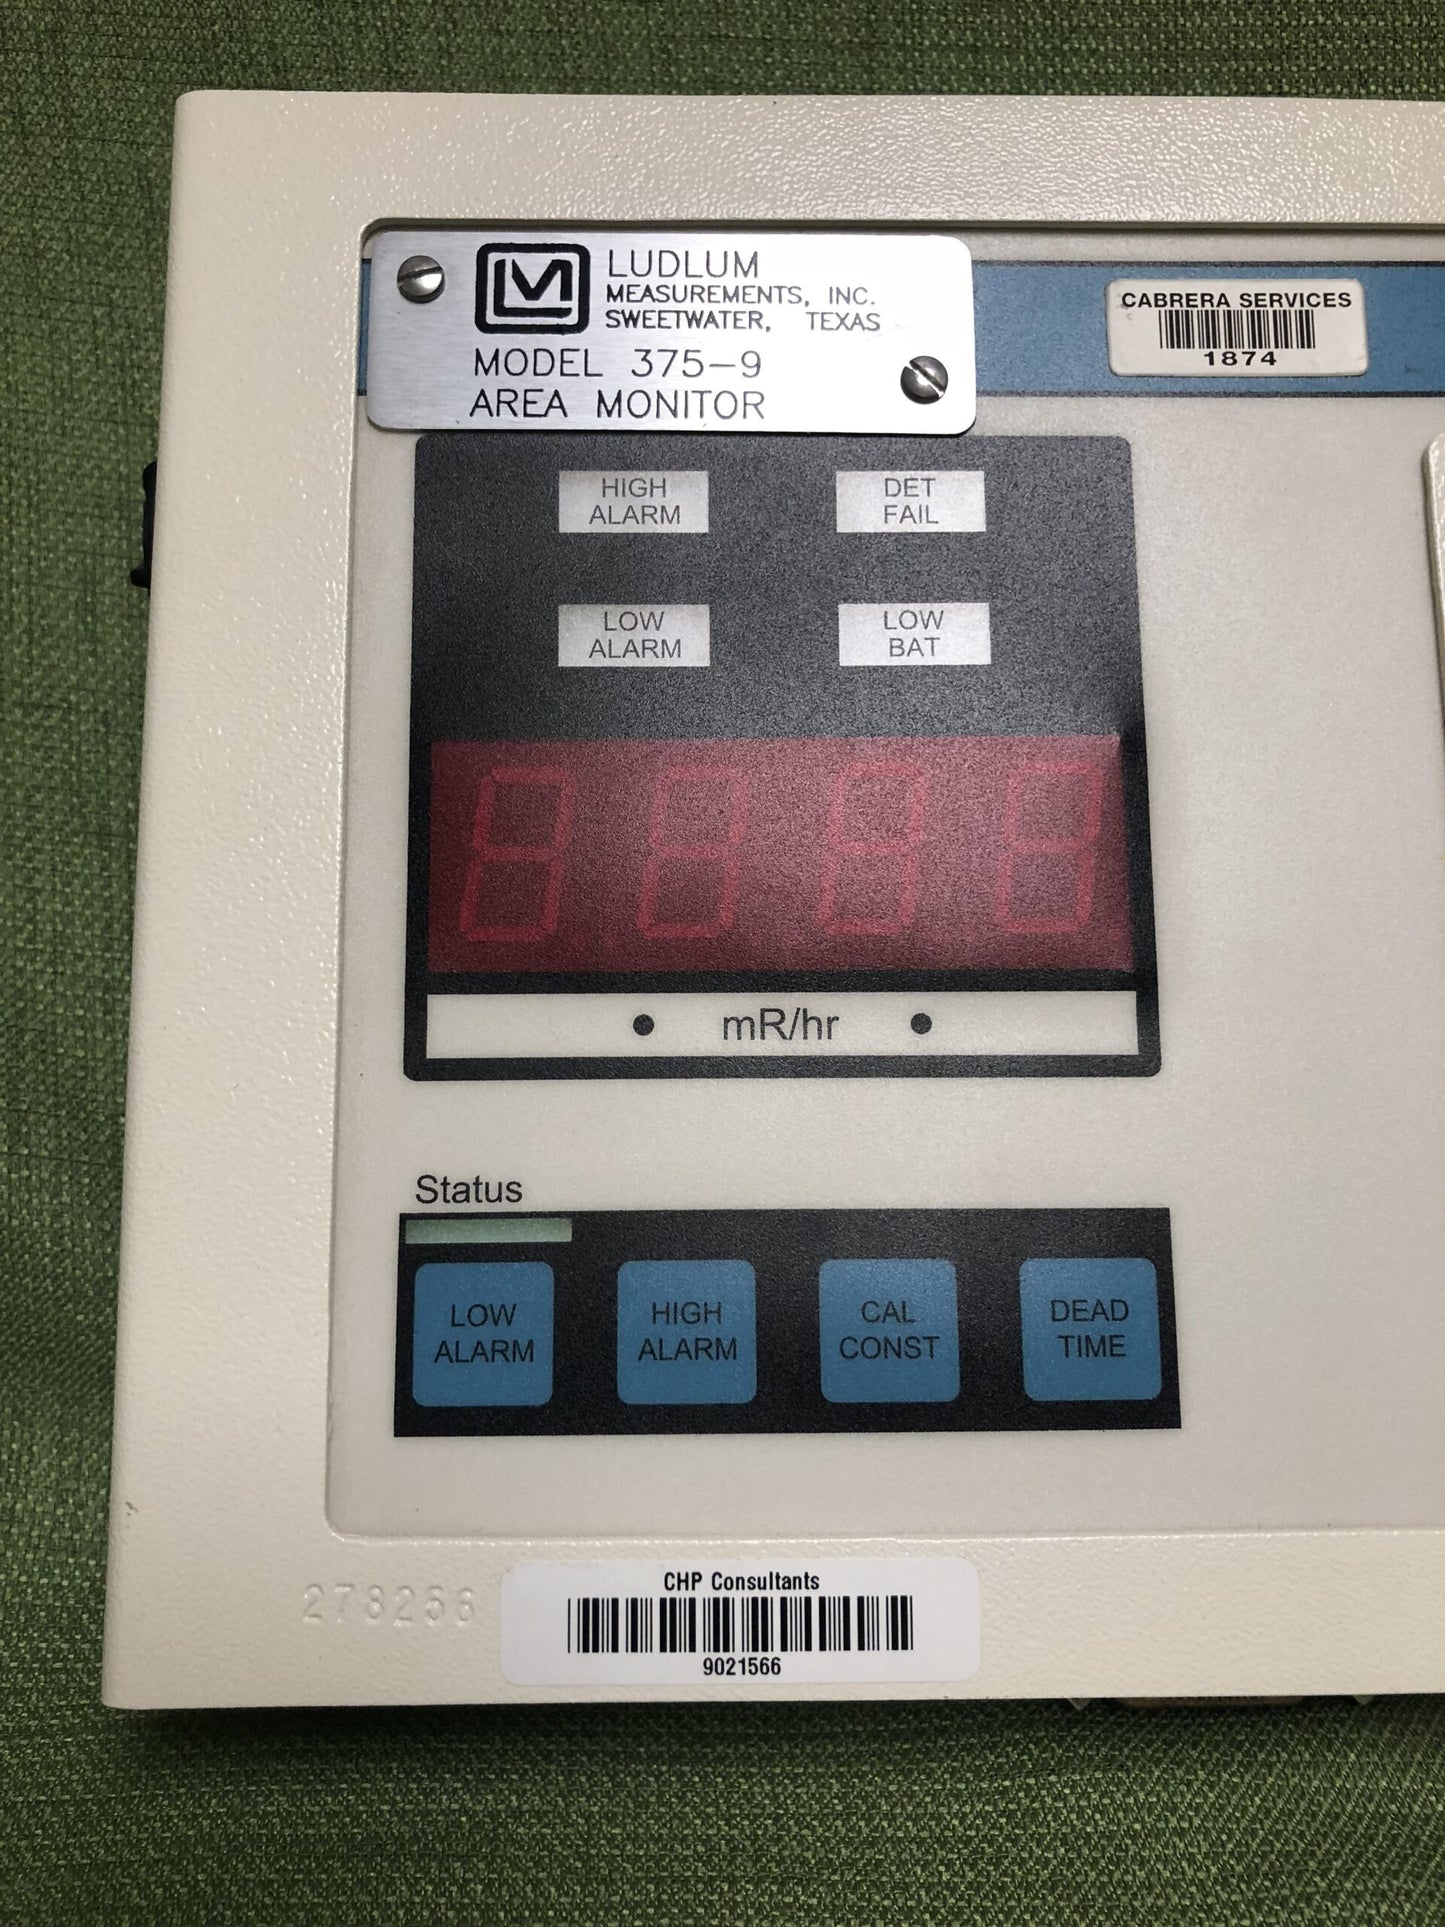 LM
LUDLUM
MEASUREMENTS, INC.
SWEETWATER, TEXAS
MODEL 375-9
AREA MONITOR
CABRERA SERVICES
1874
HIGH
ALARM
DET
FAIL
LOW
ALARM
LOW
BAT
• mR/hr •
Status
LOW
ALARM
HIGH
ALARM
CAL
CONST
DEAD
TIME
278256
CHP Consultants
9021566